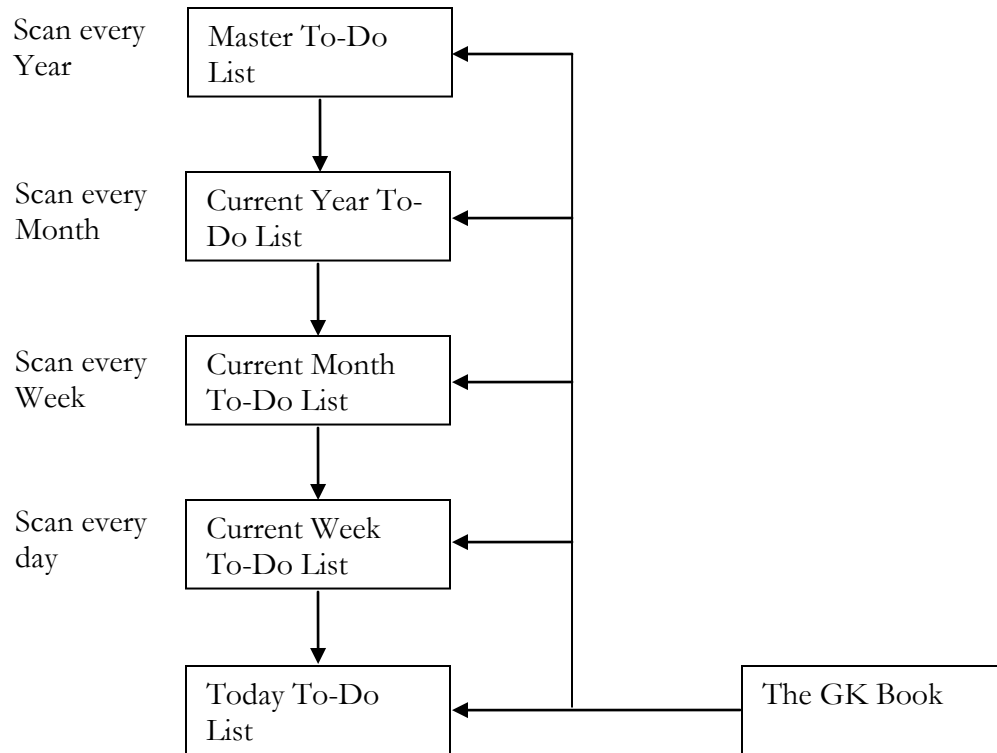 Scan every
Year
Master To-Do
List
Scan every
Month
Current Year To-
Do List
Scan every
Week
Current Month
To-Do List
Scan every
day
Current Week
To-Do List
Today To-Do
List
The GK Book